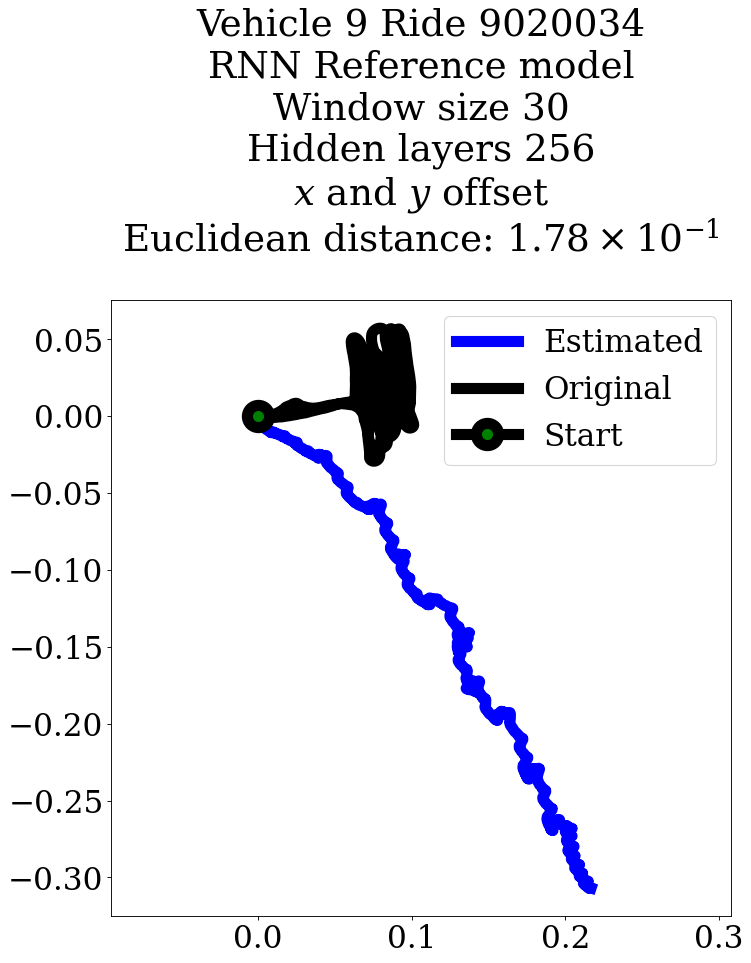 Vehicle 9 Ride 9020034
RNN Reference model
Window size 30
Hidden layers 256
x and y offset
Euclidean distance: 1.78 × 10⁻¹
Estimated
Original
Start
0.05
0.00
−0.05
−0.10
−0.15
−0.20
−0.25
−0.30
0.0 0.1 0.2 0.3